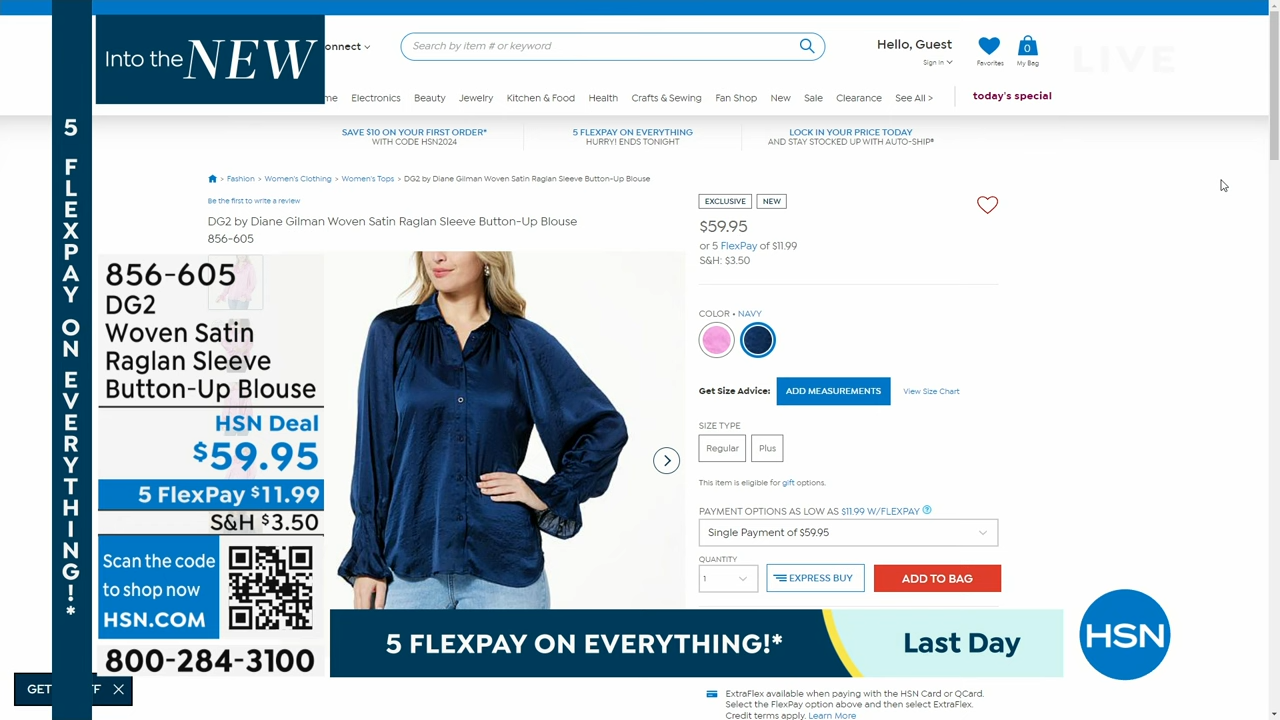 Into the NEW
onnect
Search by item # or keyword
Hello, Guest
Sign In
Favorites
0
My Bag
LIVE
me
Electronics
Beauty
Jewelry
Kitchen & Food
Health
Crafts & Sewing
Fan Shop
New
Sale
Clearance
See All >
today's special
SAVE $10 ON YOUR FIRST ORDER*
WITH CODE HSN2024
5 FLEXPAY ON EVERYTHING
HURRY! ENDS TONIGHT
LOCK IN YOUR PRICE TODAY
AND STAY STOCKED UP WITH AUTO-SHIP®
5 FLEXPAY ON EVERYTHING!*
> Fashion > Women's Clothing > Women's Tops > DG2 by Diane Gilman Woven Satin Raglan Sleeve Button-Up Blouse
Be the first to write a review
DG2 by Diane Gilman Woven Satin Raglan Sleeve Button-Up Blouse
856-605
856-605
DG2
Woven Satin
Raglan Sleeve
Button-Up Blouse
HSN Deal
$59.95
5 FlexPay $11.99
S&H $3.50
Scan the code
to shop now
HSN.COM
800-284-3100
EXCLUSIVE
NEW
$59.95
or 5 FlexPay of $11.99
S&H: $3.50
COLOR • NAVY
Get Size Advice:
ADD MEASUREMENTS
View Size Chart
SIZE TYPE
Regular
Plus
This item is eligible for gift options.
PAYMENT OPTIONS AS LOW AS $11.99 W/FLEXPAY ?
Single Payment of $59.95
QUANTITY
1
EXPRESS BUY
ADD TO BAG
5 FLEXPAY ON EVERYTHING!*
Last Day
HSN
GET
FF
ExtraFlex available when paying with the HSN Card or QCard.
Select the FlexPay option above and then select ExtraFlex.
Credit terms apply. Learn More